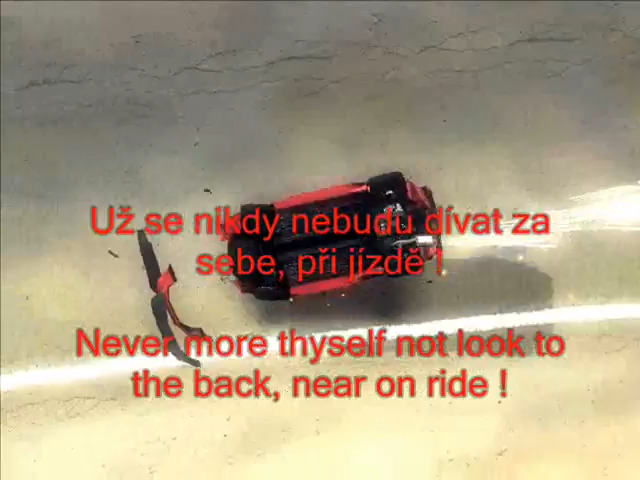 Už se nikdy nebudu dívat za
sebe, při jízdě !
Never more thyself not look to
the back, near on ride !